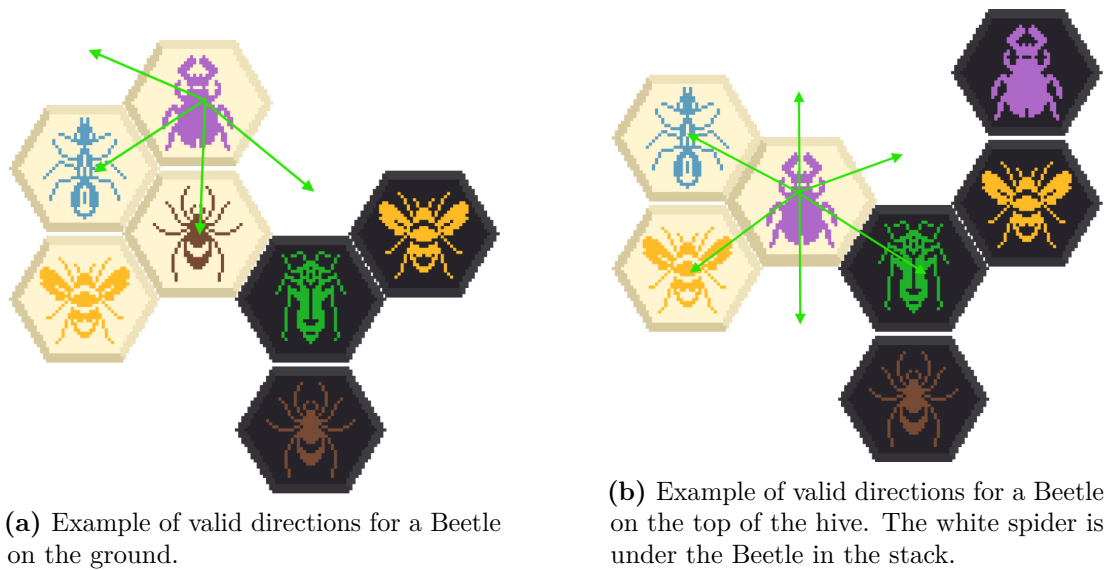 (a) Example of valid directions for a Beetle
on the ground.
(b) Example of valid directions for a Beetle
on the top of the hive. The white spider is
under the Beetle in the stack.